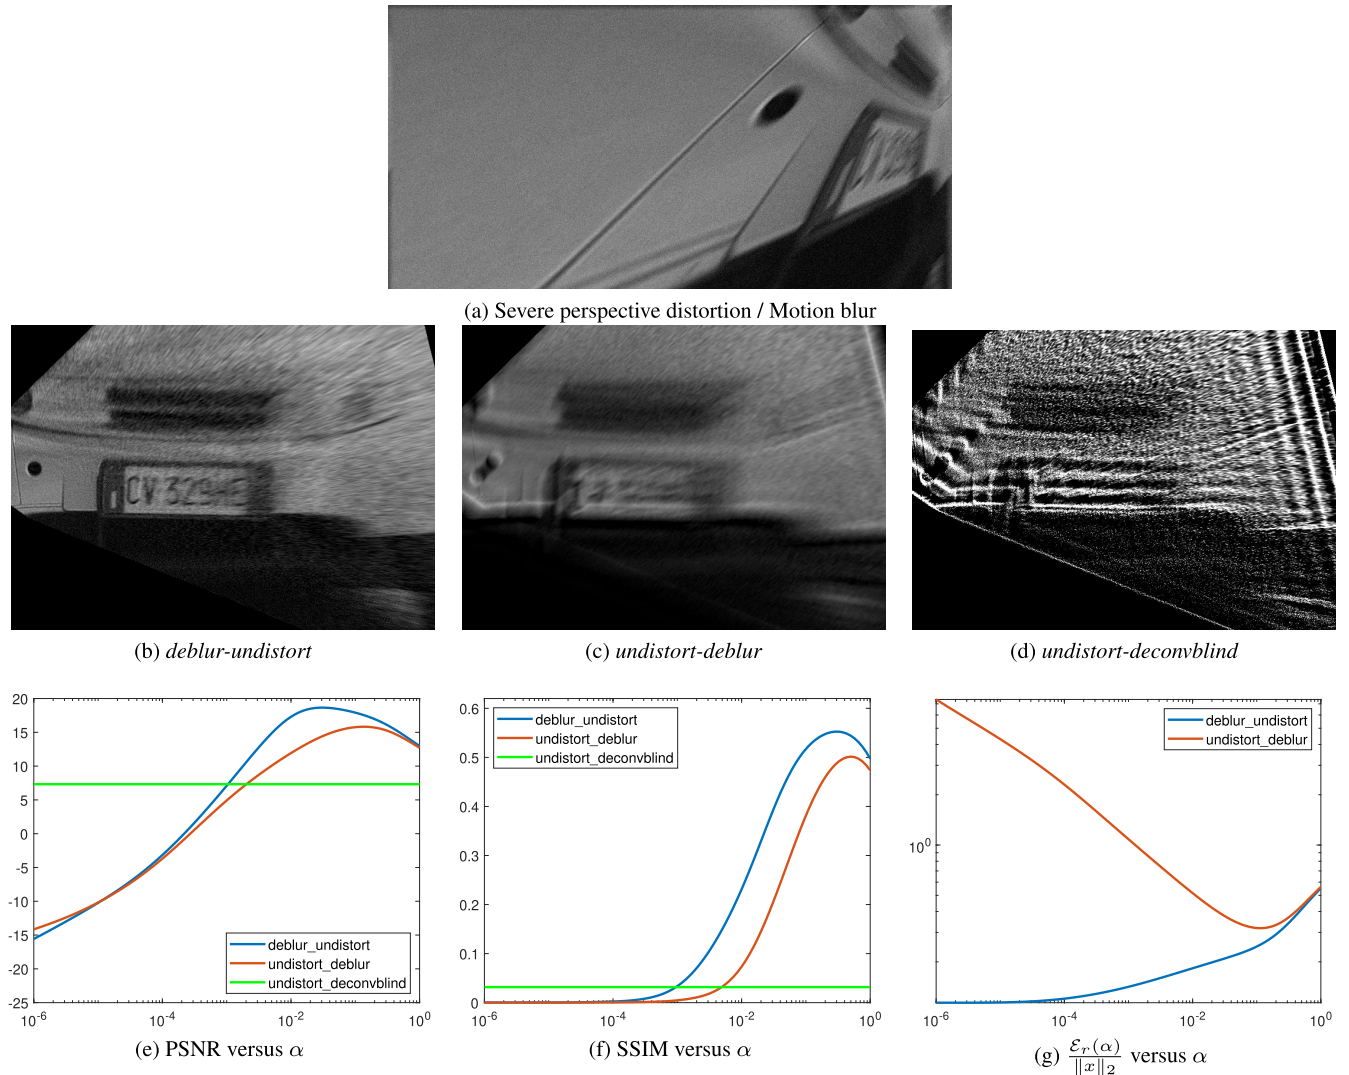 (a) Severe perspective distortion / Motion blur
CV 329HE
(b) deblur-undistort
(c) undistort-deblur
(d) undistort-deconvblind
20
15
10
5
0
-5
-10
-15
-20
-25
deblur_undistort
undistort_deblur
undistort_deconvblind
10^-6
10^-4
10^-2
10^0
(e) PSNR versus α
0.6
0.5
0.4
0.3
0.2
0.1
0
deblur_undistort
undistort_deblur
undistort_deconvblind
10^-6
10^-4
10^-2
10^0
(f) SSIM versus α
10^0
deblur_undistort
undistort_deblur
10^-6
10^-4
10^-2
10^0
(g) ℰr(α)/‖x‖2 versus α